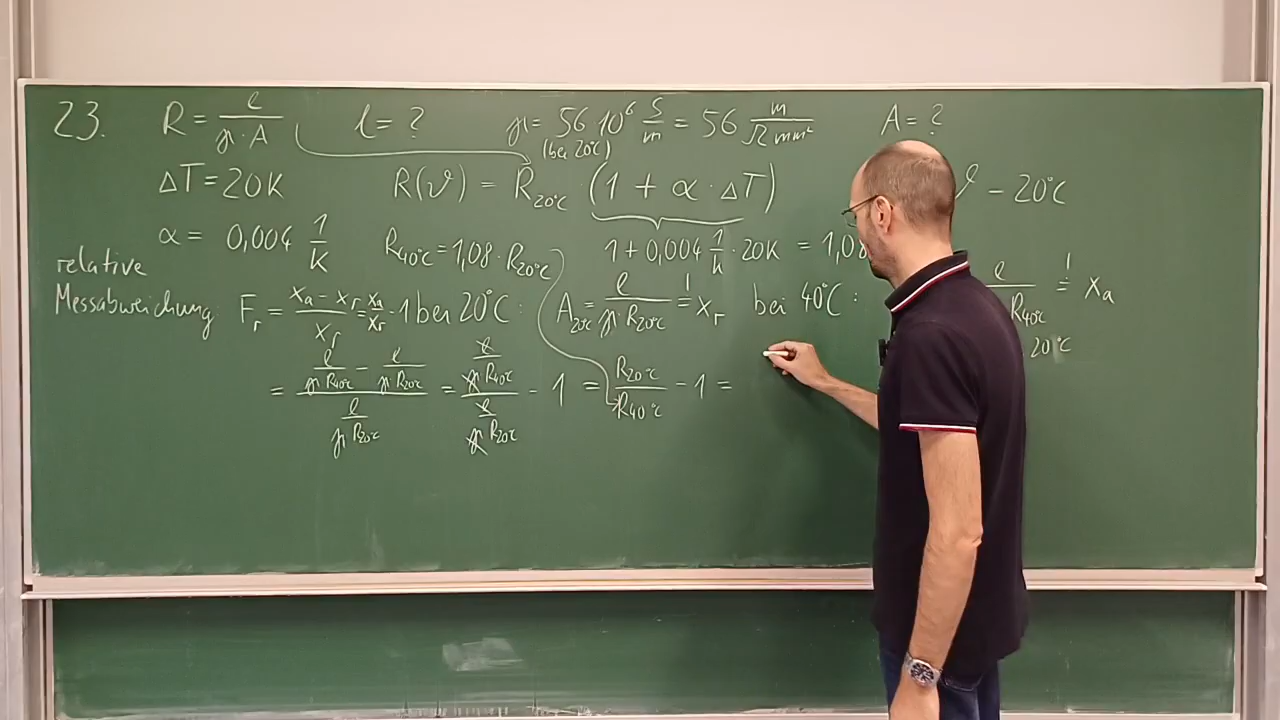 23. R = l/(γ·A) l = ? γ = 56 10⁶ S/m = 56 m/(Ω mm²) A = ?
(bei 20°C)
ΔT = 20K R(ϑ) = R20°C · (1 + α · ΔT) ϑ - 20°C
α = 0,004 1/K R40°C = 1,08 · R20°C 1 + 0,004 1/K · 20K = 1,08
relative
Messabweichung Fr = (xa - xr)/xr = xa/xr - 1 bei 20°C : A20°C = l/(γ · R20°C) =! xr bei 40°C : l/R40°C =! xa
20°C
= (l/(γ R40°C) - l/(γ R20°C))/(l/(γ R20°C)) = (l/(γ R40°C))/(l/(γ R20°C)) - 1 = R20°C/R40°C - 1 =